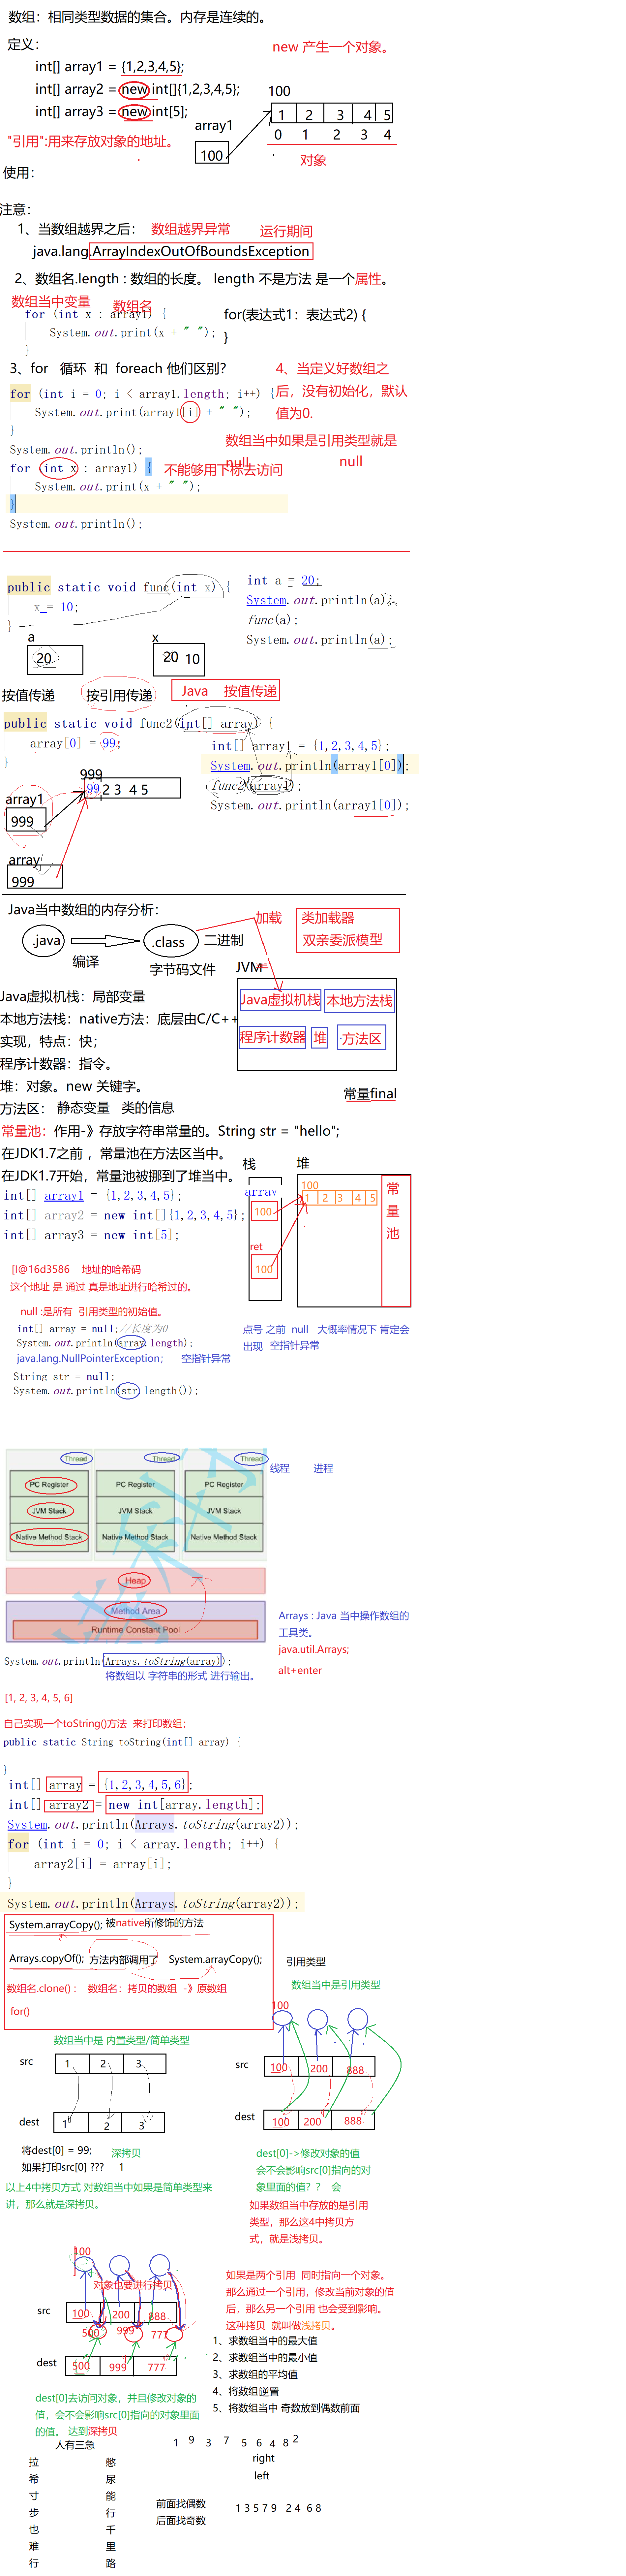 数组：相同类型数据的集合。内存是连续的。
定义：
new 产生一个对象。
int[] array1 = {1,2,3,4,5};
int[] array2 = new int[]{1,2,3,4,5};
int[] array3 = new int[5];
100
1 2 3 4 5
0 1 2 3 4
array1
100
对象
"引用":用来存放对象的地址。
使用：
注意：
1、当数组越界之后： 数组越界异常 运行期间
java.lang.ArrayIndexOutOfBoundsException
2、数组名.length : 数组的长度。 length 不是方法 是一个属性。
数组当中变量 数组名
for (int x : array1) {
System.out.print(x + " ");
}
for(表达式1：表达式2) {
}
3、for 循环 和 foreach 他们区别？
4、当定义好数组之
后，没有初始化，默认
值为0.
for (int i = 0; i < array1.length; i++) {
System.out.print(array1[i] + " ");
}
数组当中如果是引用类型就是
null
null
System.out.println();
for (int x : array1) { 不能够用下标去访问
System.out.print(x + " ");
}
System.out.println();
public static void func(int x) {
x = 10;
}
int a = 20;
System.out.println(a);
func(a);
System.out.println(a);
a
20
x
20 10
按值传递 按引用传递 Java 按值传递
public static void func2(int[] array) {
array[0] = 99;
}
int[] array1 = {1,2,3,4,5};
System.out.println(array1[0]);
func2(array1);
System.out.println(array1[0]);
999
99 2 3 4 5
array1
999
array
999
Java当中数组的内存分析：
.java
编译
.class
字节码文件
二进制
加载
类加载器
双亲委派模型
JVM
Java虚拟机栈 本地方法栈
程序计数器 堆 方法区
Java虚拟机栈：局部变量
本地方法栈：native方法：底层由C/C++
实现，特点：快；
程序计数器：指令。
堆：对象。new 关键字。
方法区： 静态变量 类的信息
常量final
常量池：作用-》存放字符串常量的。String str = "hello";
在JDK1.7之前 ，常量池在方法区当中。
在JDK1.7开始，常量池被挪到了堆当中。
int[] array1 = {1,2,3,4,5};
int[] array2 = new int[]{1,2,3,4,5};
int[] array3 = new int[5];
栈
array
100
ret
100
堆
100
1 2 3 4 5
常量池
[I@16d3586 地址的哈希码
这个地址 是 通过 真是地址进行哈希过的。
null :是所有 引用类型的初始值。
int[] array = null;//长度为0
System.out.println(array.length);
java.lang.NullPointerException; 空指针异常
点号 之前 null 大概率情况下 肯定会
出现 空指针异常
String str = null;
System.out.println(str.length());
Thread Thread Thread
线程 进程
PC Register PC Register PC Register
JVM Stack JVM Stack JVM Stack
Native Method Stack Native Method Stack Native Method Stack
Heap
Method Area
Runtime Constant Pool
Arrays : Java 当中操作数组的
工具类。
java.util.Arrays;
alt+enter
System.out.println(Arrays.toString(array));
将数组以 字符串的形式 进行输出。
[1, 2, 3, 4, 5, 6]
自己实现一个toString()方法 来打印数组；
public static String toString(int[] array) {
}
int[] array = {1,2,3,4,5,6};
int[] array2 = new int[array.length];
System.out.println(Arrays.toString(array2));
for (int i = 0; i < array.length; i++) {
array2[i] = array[i];
}
System.out.println(Arrays.toString(array2));
System.arrayCopy(); 被native所修饰的方法
Arrays.copyOf(); 方法内部调用了 System.arrayCopy();
数组名.clone() : 数组名：拷贝的数组 -》原数组
for()
引用类型
数组当中是引用类型
100
数组当中是 内置类型/简单类型
src
1 2 3
dest
1 2 3
src
100 200 888
dest
100 200 888
将dest[0] = 99; 深拷贝
如果打印src[0] ??? 1
以上4中拷贝方式 对数组当中如果是简单类型来
讲，那么就是深拷贝。
dest[0]->修改对象的值
会不会影响src[0]指向的对
象里面的值？？ 会
如果数组当中存放的是引用
类型，那么这4中拷贝方
式，就是浅拷贝。
100
对象也要进行拷贝
src
100 200 888
500 999 777
dest
500 999 777
如果是两个引用 同时指向一个对象。
那么通过一个引用，修改当前对象的值
后，那么另一个引用 也会受到影响。
这种拷贝 就叫做浅拷贝。
1、求数组当中的最大值
2、求数组当中的最小值
3、求数组的平均值
4、将数组逆置
5、将数组当中 奇数放到偶数前面
dest[0]去访问对象，并且修改对象的
值，会不会影响src[0]指向的对象里面
的值。 达到深拷贝
人有三急
拉希寸步也难行
憋尿能行千里路
1 9 3 7 5 6 4 8 2
right
left
前面找偶数
后面找奇数
1 3 5 7 9 2 4 6 8